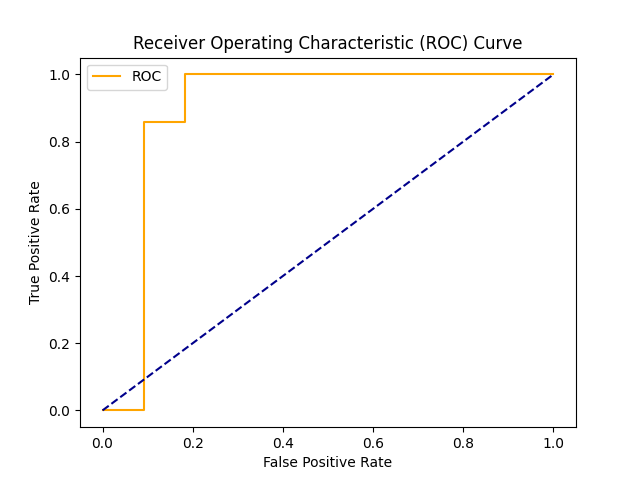 Receiver Operating Characteristic (ROC) Curve
ROC
True Positive Rate
1.0
0.8
0.6
0.4
0.2
0.0
0.0 0.2 0.4 0.6 0.8 1.0
False Positive Rate